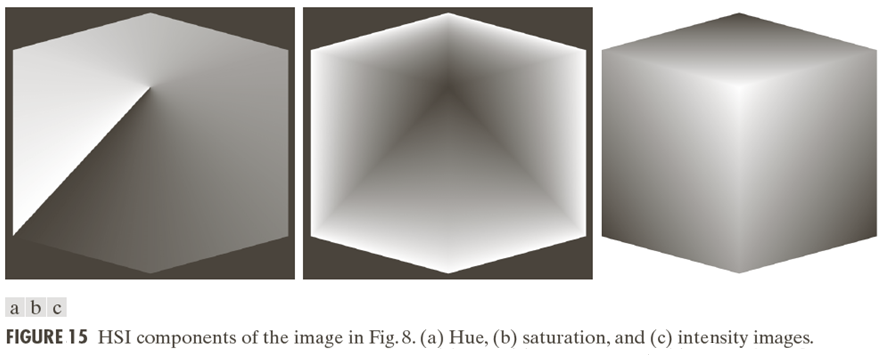 a b c
FIGURE 15 HSI components of the image in Fig. 8. (a) Hue, (b) saturation, and (c) intensity images.